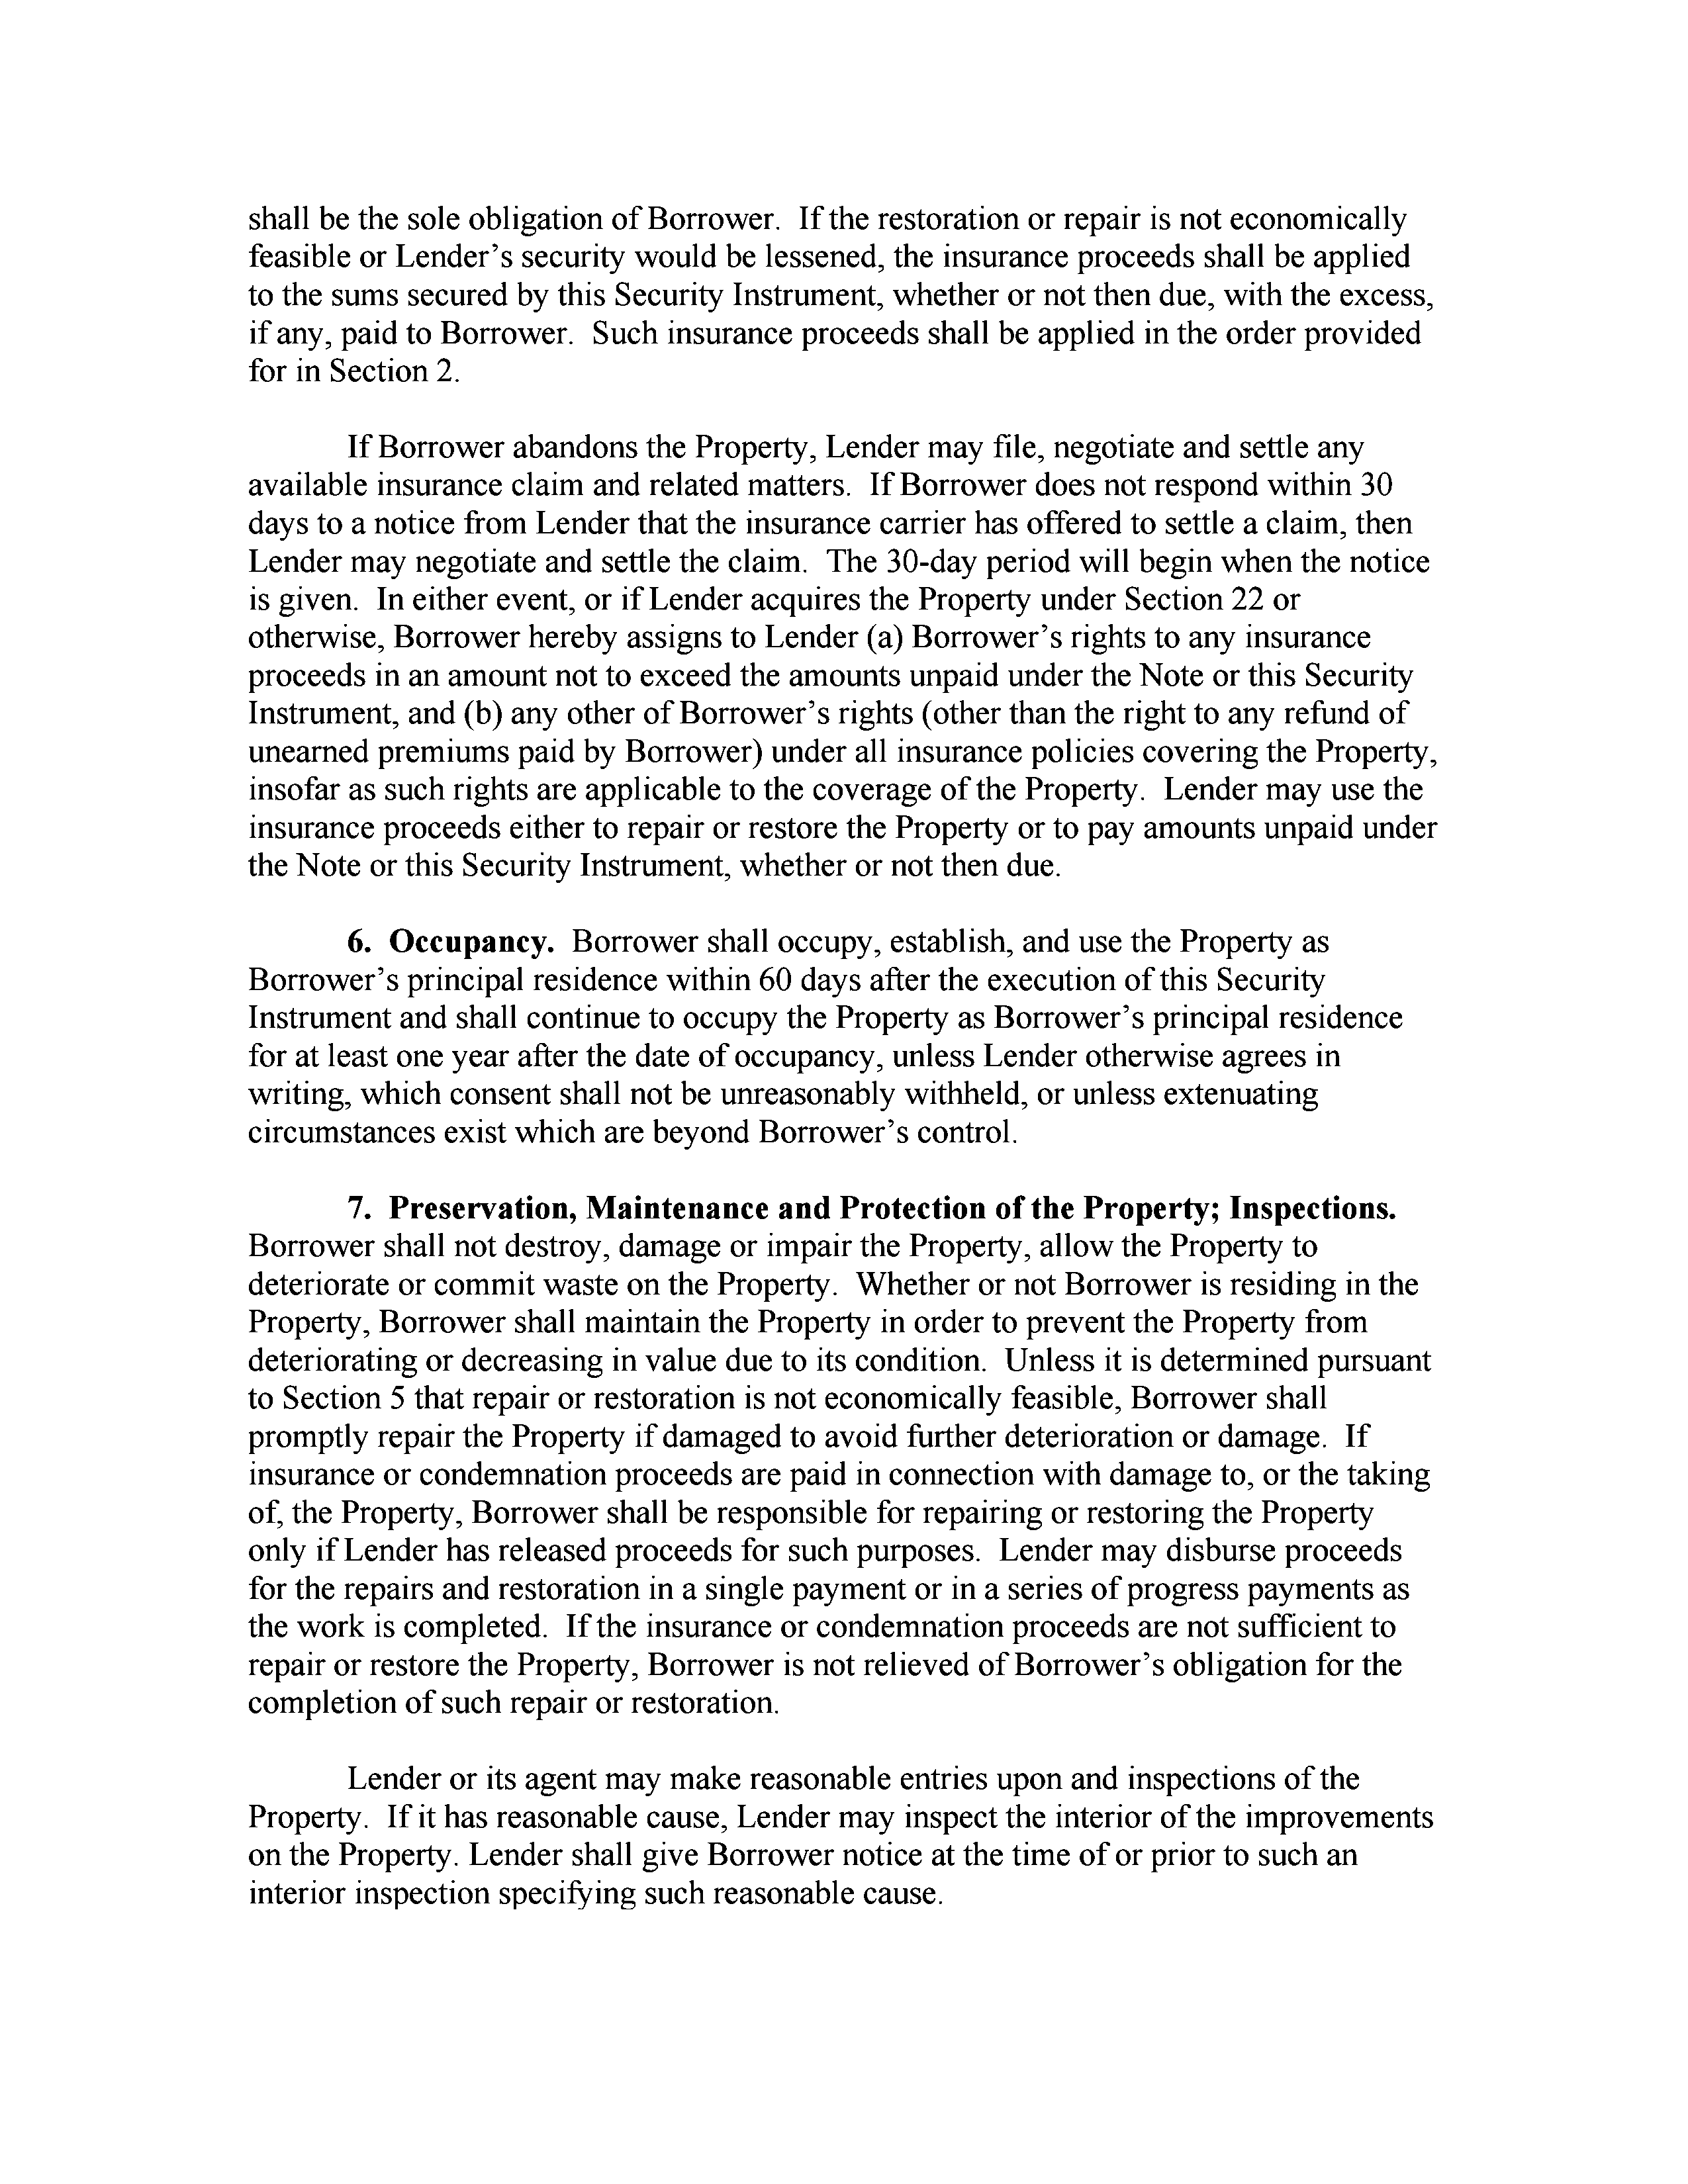 shall be the sole obligation of Borrower.  If the restoration or repair is not economically
feasible or Lender’s security would be lessened, the insurance proceeds shall be applied
to the sums secured by this Security Instrument, whether or not then due, with the excess,
if any, paid to Borrower.  Such insurance proceeds shall be applied in the order provided
for in Section 2.
If Borrower abandons the Property, Lender may file, negotiate and settle any
available insurance claim and related matters.  If Borrower does not respond within 30
days to a notice from Lender that the insurance carrier has offered to settle a claim, then
Lender may negotiate and settle the claim.  The 30-day period will begin when the notice
is given.  In either event, or if Lender acquires the Property under Section 22 or
otherwise, Borrower hereby assigns to Lender (a) Borrower’s rights to any insurance
proceeds in an amount not to exceed the amounts unpaid under the Note or this Security
Instrument, and (b) any other of Borrower’s rights (other than the right to any refund of
unearned premiums paid by Borrower) under all insurance policies covering the Property,
insofar as such rights are applicable to the coverage of the Property.  Lender may use the
insurance proceeds either to repair or restore the Property or to pay amounts unpaid under
the Note or this Security Instrument, whether or not then due.
6.  Occupancy.  Borrower shall occupy, establish, and use the Property as
Borrower’s principal residence within 60 days after the execution of this Security
Instrument and shall continue to occupy the Property as Borrower’s principal residence
for at least one year after the date of occupancy, unless Lender otherwise agrees in
writing, which consent shall not be unreasonably withheld, or unless extenuating
circumstances exist which are beyond Borrower’s control.
7.  Preservation, Maintenance and Protection of the Property; Inspections.
Borrower shall not destroy, damage or impair the Property, allow the Property to
deteriorate or commit waste on the Property.  Whether or not Borrower is residing in the
Property, Borrower shall maintain the Property in order to prevent the Property from
deteriorating or decreasing in value due to its condition.  Unless it is determined pursuant
to Section 5 that repair or restoration is not economically feasible, Borrower shall
promptly repair the Property if damaged to avoid further deterioration or damage.  If
insurance or condemnation proceeds are paid in connection with damage to, or the taking
of, the Property, Borrower shall be responsible for repairing or restoring the Property
only if Lender has released proceeds for such purposes.  Lender may disburse proceeds
for the repairs and restoration in a single payment or in a series of progress payments as
the work is completed.  If the insurance or condemnation proceeds are not sufficient to
repair or restore the Property, Borrower is not relieved of Borrower’s obligation for the
completion of such repair or restoration.
Lender or its agent may make reasonable entries upon and inspections of the
Property.  If it has reasonable cause, Lender may inspect the interior of the improvements
on the Property. Lender shall give Borrower notice at the time of or prior to such an
interior inspection specifying such reasonable cause.